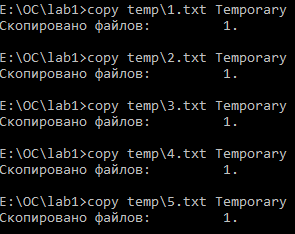 E:\OC\lab1>copy temp\1.txt Temporary
Скопировано файлов:         1.
E:\OC\lab1>copy temp\2.txt Temporary
Скопировано файлов:         1.
E:\OC\lab1>copy temp\3.txt Temporary
Скопировано файлов:         1.
E:\OC\lab1>copy temp\4.txt Temporary
Скопировано файлов:         1.
E:\OC\lab1>copy temp\5.txt Temporary
Скопировано файлов:         1.